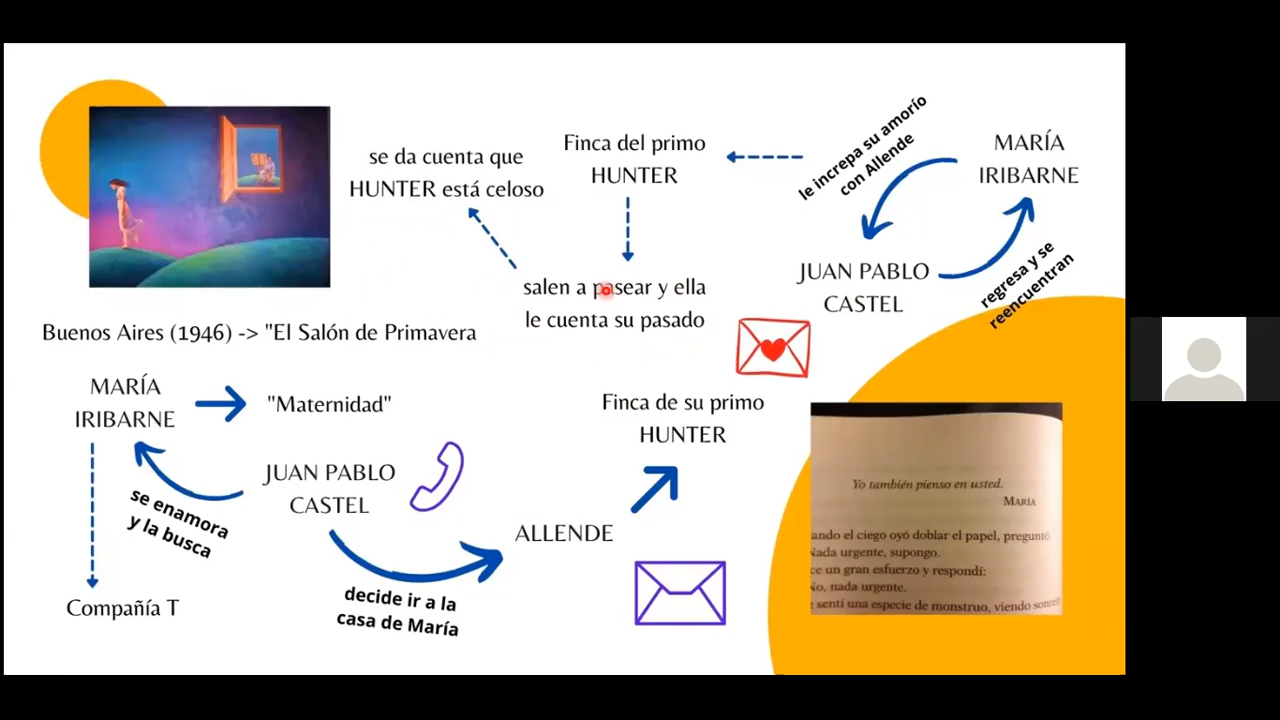 se da cuenta que
HUNTER está celoso
Finca del primo
HUNTER
le increpa su amorío
con Allende
MARÍA
IRIBARNE
JUAN PABLO
CASTEL
regresa y se
reencuentran
salen a pasear y ella
le cuenta su pasado
Buenos Aires (1946) -> "El Salón de Primavera
MARÍA
IRIBARNE
"Maternidad"
JUAN PABLO
CASTEL
se enamora
y la busca
Compañía T
decide ir a la
casa de María
ALLENDE
Finca de su primo
HUNTER
Yo también pienso en usted.
MARÍA
ando el ciego oyó doblar el papel, preguntó
Nada urgente, supongo.
ce un gran esfuerzo y respondí:
No, nada urgente.
sentí una especie de monstruo, viendo sonreír